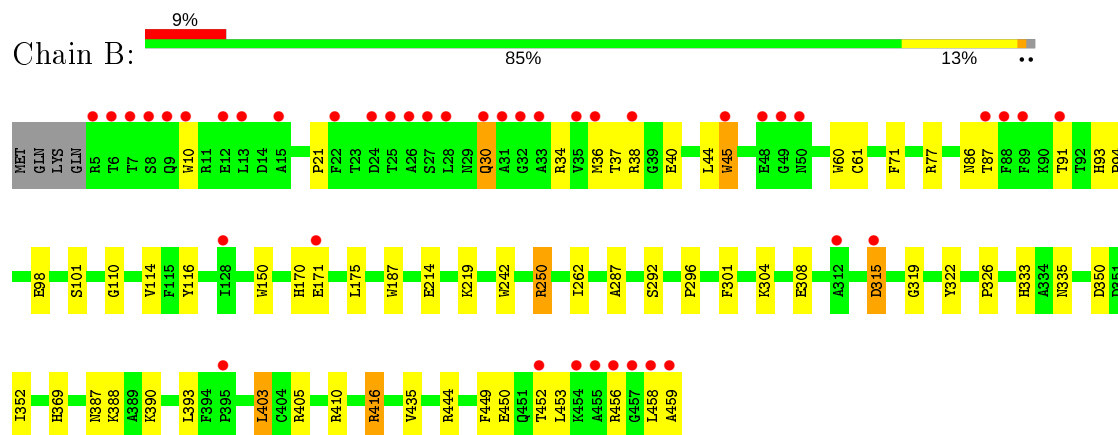 9%
Chain B:
85% 13% ••
MET GLN LYS GLN R5 T6 T7 S8 Q9 W10 R11 E12 L13 D14 A15 P21 F22 T23 D24 T25 A26 S27 L28 N29 Q30 A31 G32 A33 R34 V35 M36 T37 R38 G39 E40 L44 W45 E48 G49 N50 W60 C61 F71 R77 N86 T87 F88 F89 K90 T91 T92 H93 P94
E98 S101 G110 V114 F115 Y116 I128 W150 H170 E171 L175 W187 E214 K219 W242 R250 I262 A287 S292 P296 F301 K304 E308 A312 D315 G319 Y322 P326 H333 A334 N335 D350 D351
I352 H369 N387 K388 A389 K390 L393 F394 P395 L403 C404 R405 R410 R416 V435 R444 F449 E450 Q451 T452 L453 K454 A455 R456 G457 L458 A459